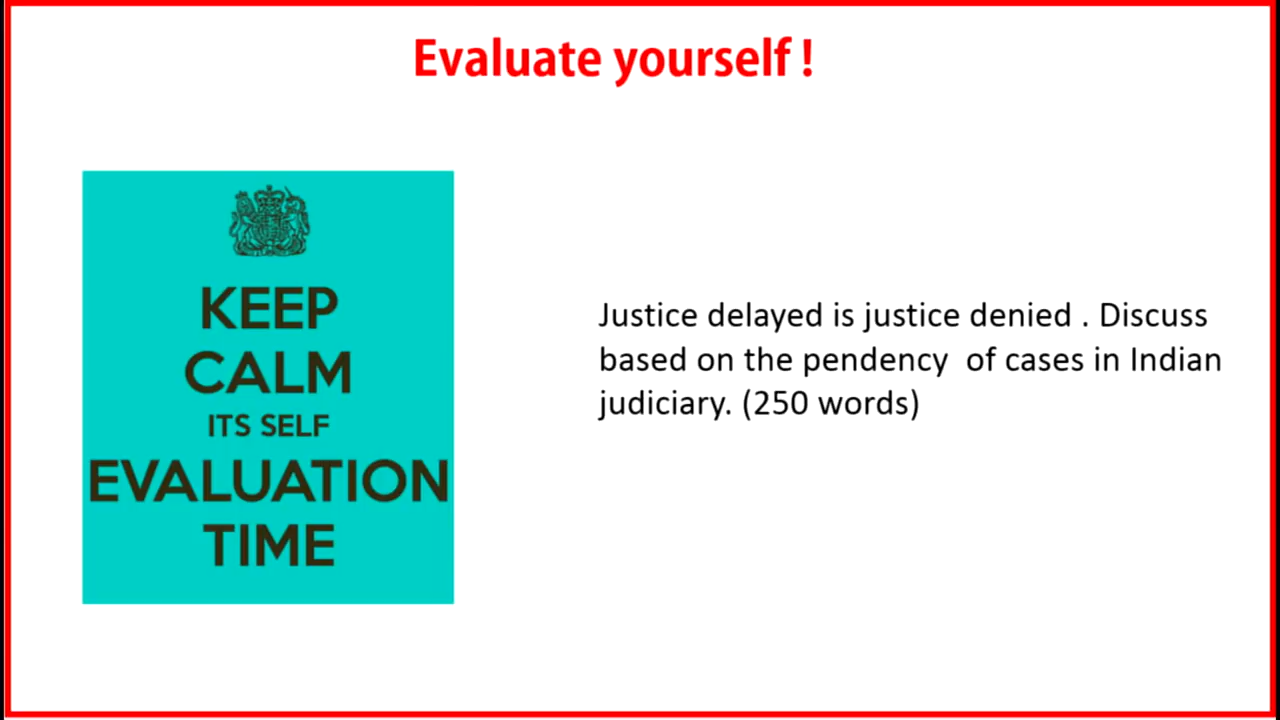 Evaluate yourself !
KEEP
CALM
ITS SELF
EVALUATION
TIME
Justice delayed is justice denied . Discuss
based on the pendency  of cases in Indian
judiciary. (250 words)